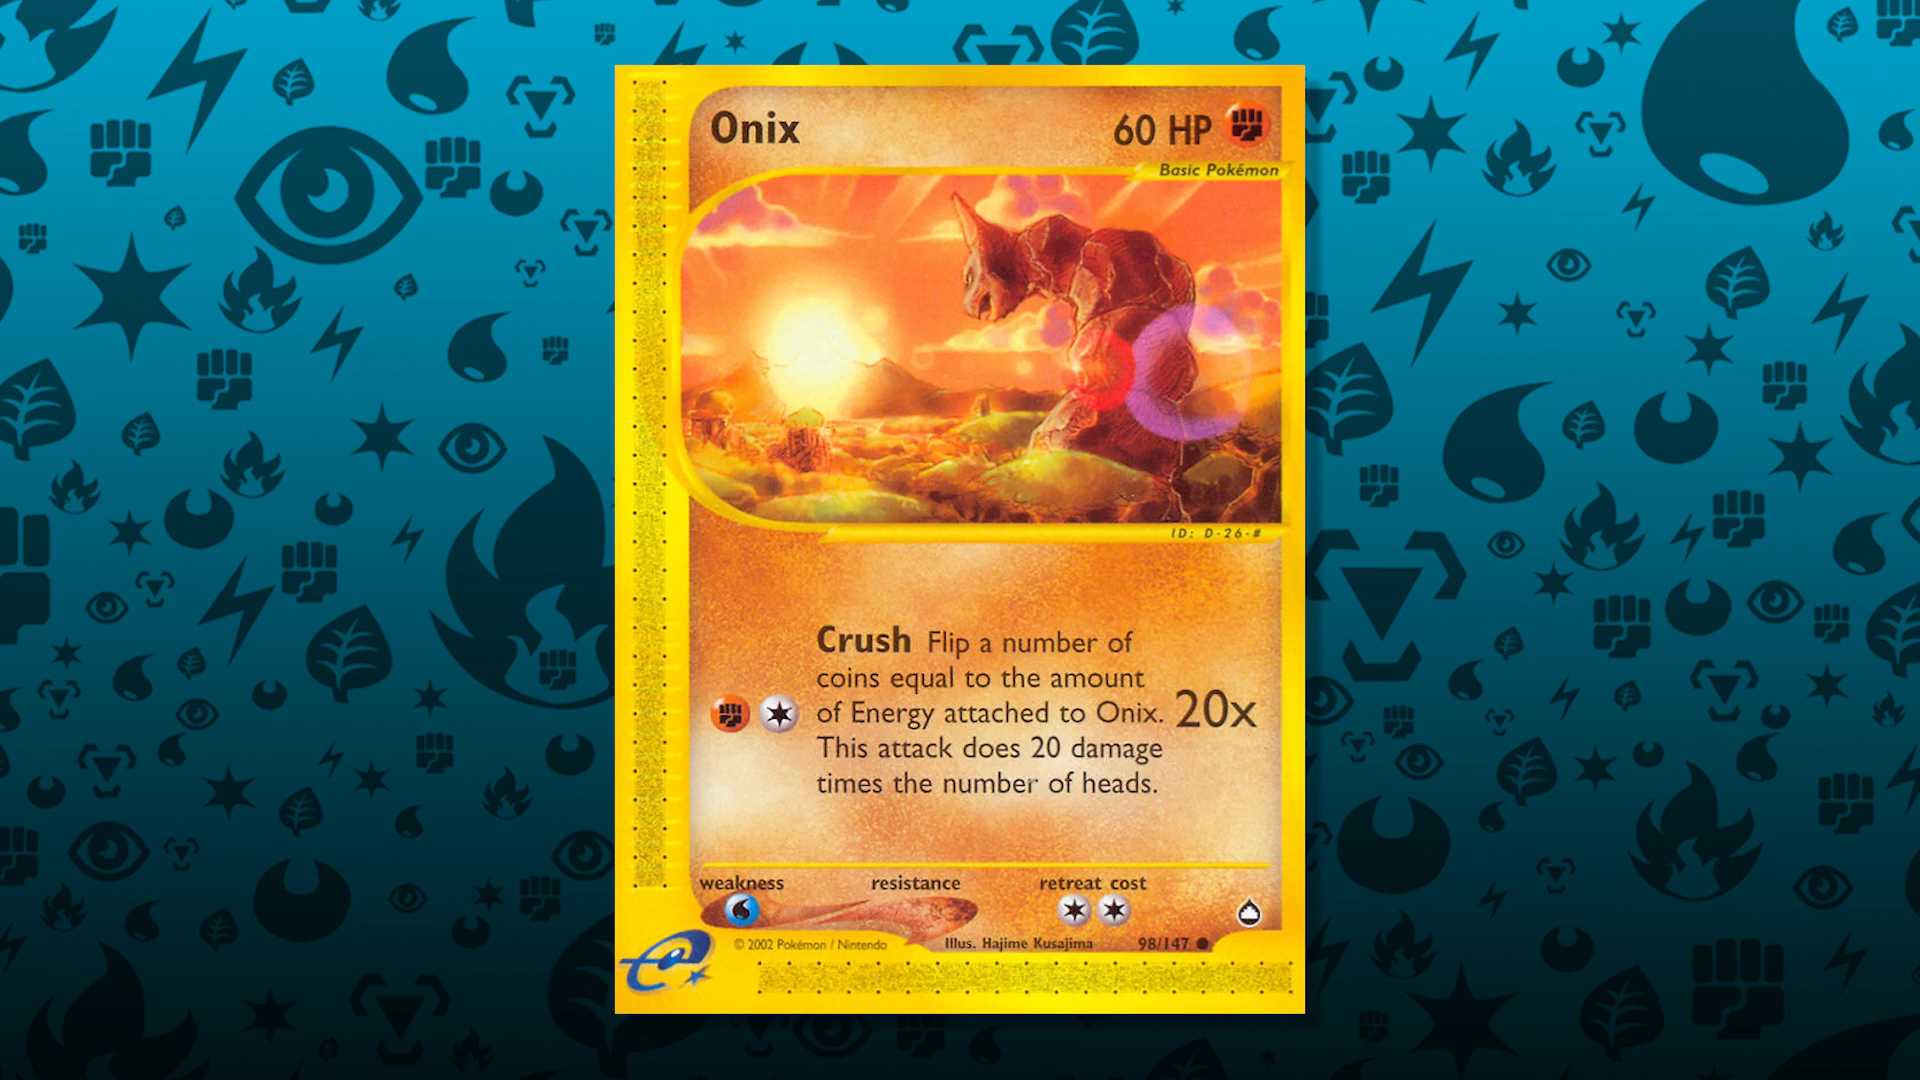 Onix
60 HP
Basic Pokémon
ID: D-26-#
Crush Flip a number of
coins equal to the amount
of Energy attached to Onix.
This attack does 20 damage
times the number of heads.
20x
weakness
resistance
retreat cost
© 2002 Pokémon / Nintendo
Illus. Hajime Kusajima
98/147
e